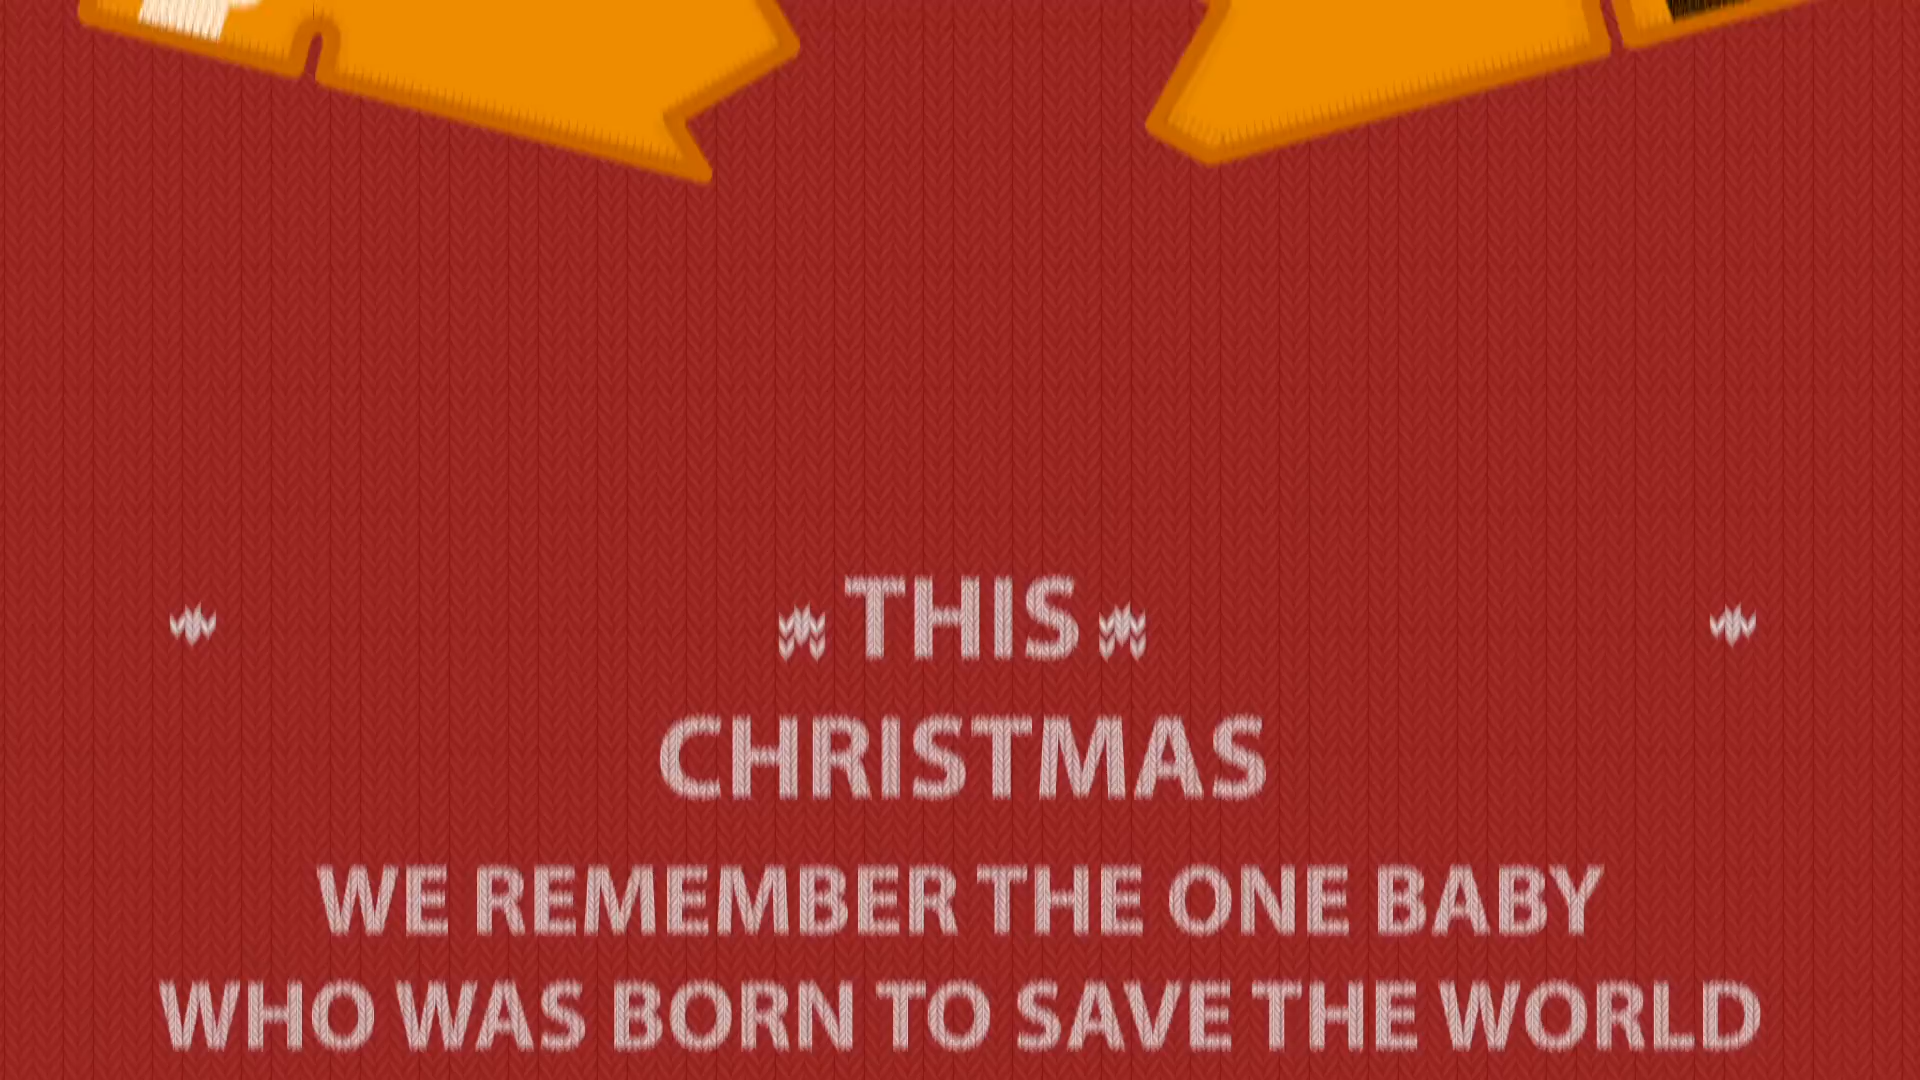 THIS
CHRISTMAS
WE REMEMBER THE ONE BABY
WHO WAS BORN TO SAVE THE WORLD